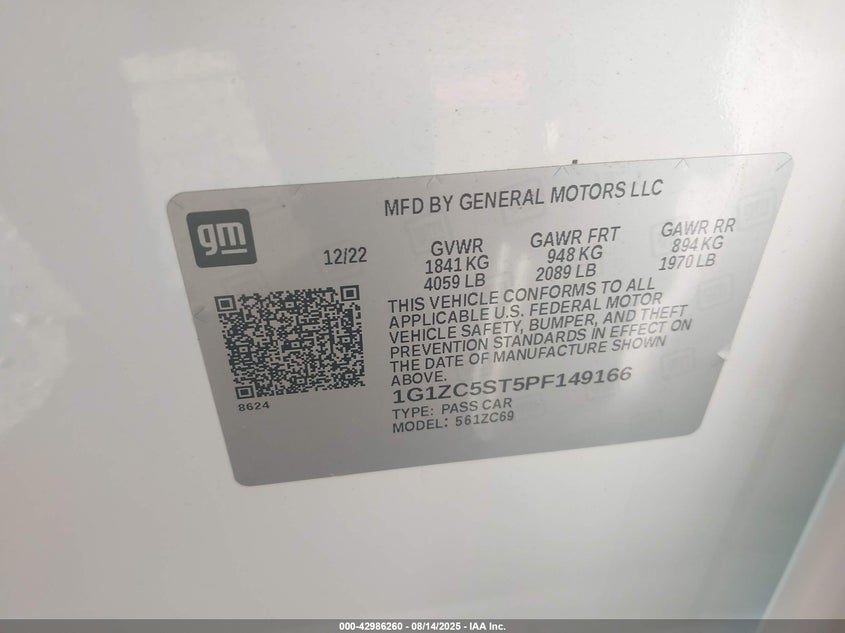 gm
MFD BY GENERAL MOTORS LLC
12/22
GVWR
1841 KG
4059 LB
GAWR FRT
948 KG
2089 LB
GAWR RR
894 KG
1970 LB
THIS VEHICLE CONFORMS TO ALL
APPLICABLE U.S. FEDERAL MOTOR
VEHICLE SAFETY, BUMPER, AND THEFT
PREVENTION STANDARDS IN EFFECT ON
THE DATE OF MANUFACTURE SHOWN
ABOVE.
1G1ZC5ST5PF149166
TYPE: PASS CAR
MODEL: 561ZC69
8624
000-42986260 - 08/14/2025 - IAA Inc.